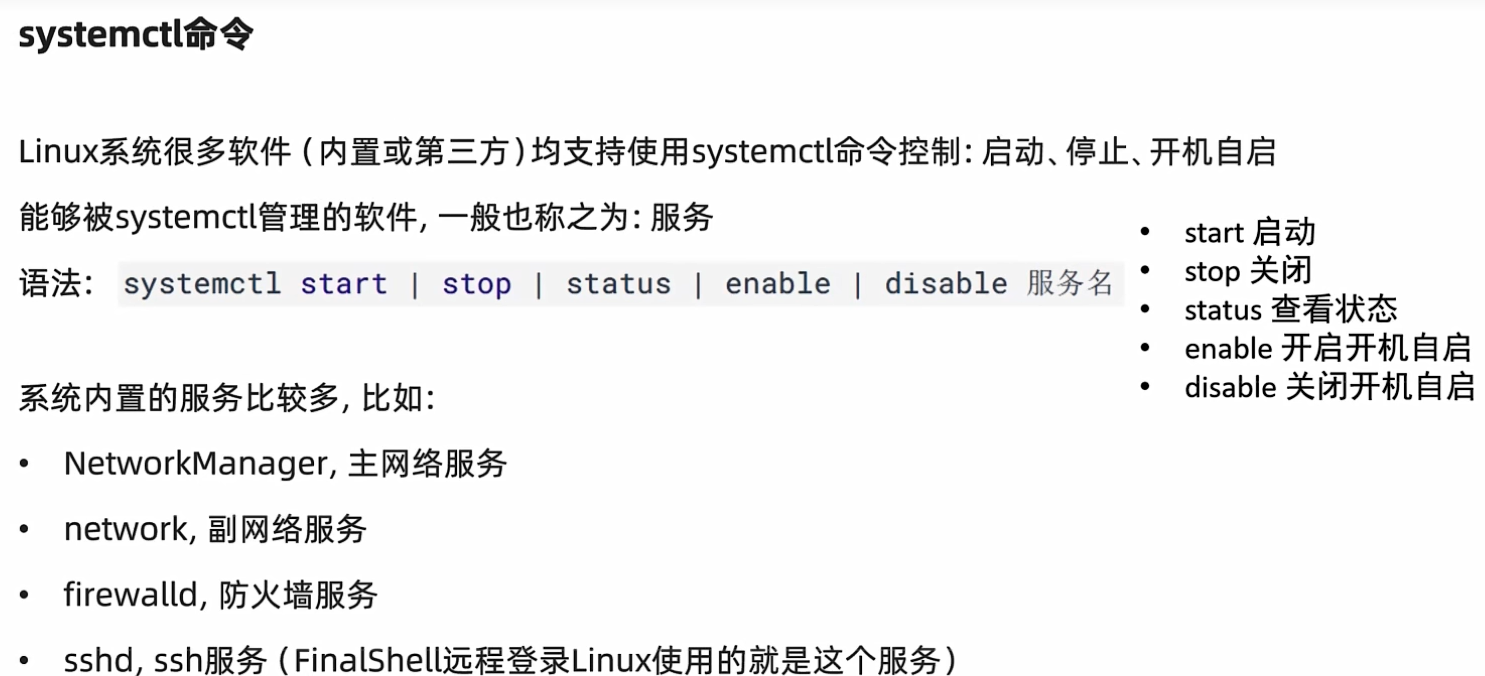 systemctl命令
Linux系统很多软件（内置或第三方）均支持使用systemctl命令控制：启动、停止、开机自启
能够被systemctl管理的软件, 一般也称之为：服务
语法： systemctl start | stop | status | enable | disable 服务名
• start 启动
• stop 关闭
• status 查看状态
• enable 开启开机自启
• disable 关闭开机自启
系统内置的服务比较多, 比如：
• NetworkManager, 主网络服务
• network, 副网络服务
• firewalld, 防火墙服务
• sshd, ssh服务（FinalShell远程登录Linux使用的就是这个服务）